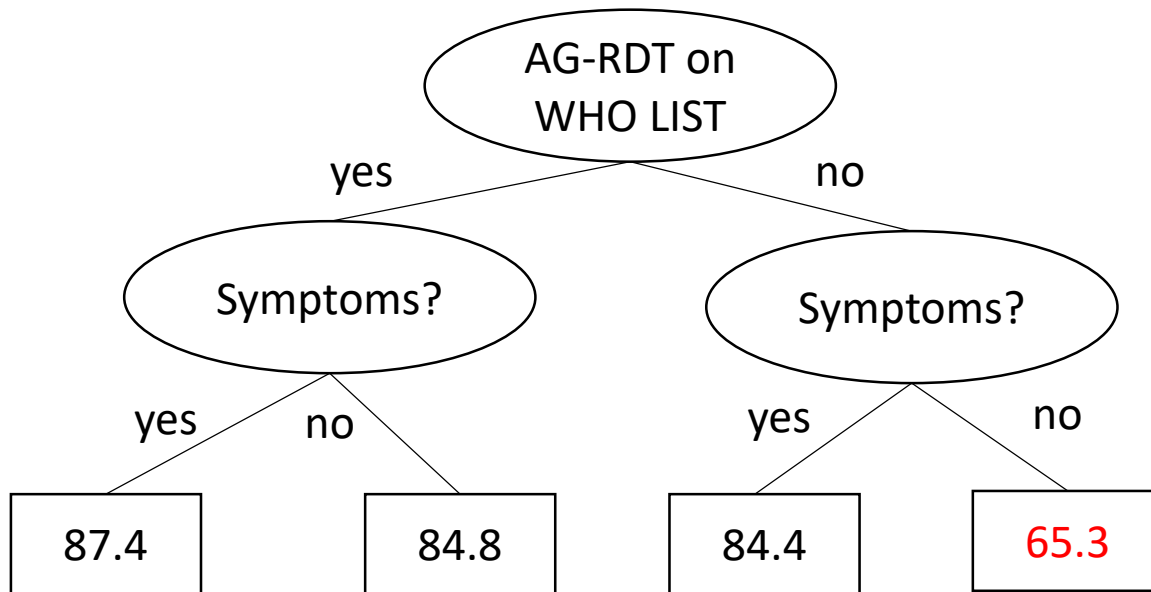 AG-RDT on
WHO LIST
yes
no
Symptoms?
Symptoms?
yes
no
yes
no
87.4
84.8
84.4
65.3